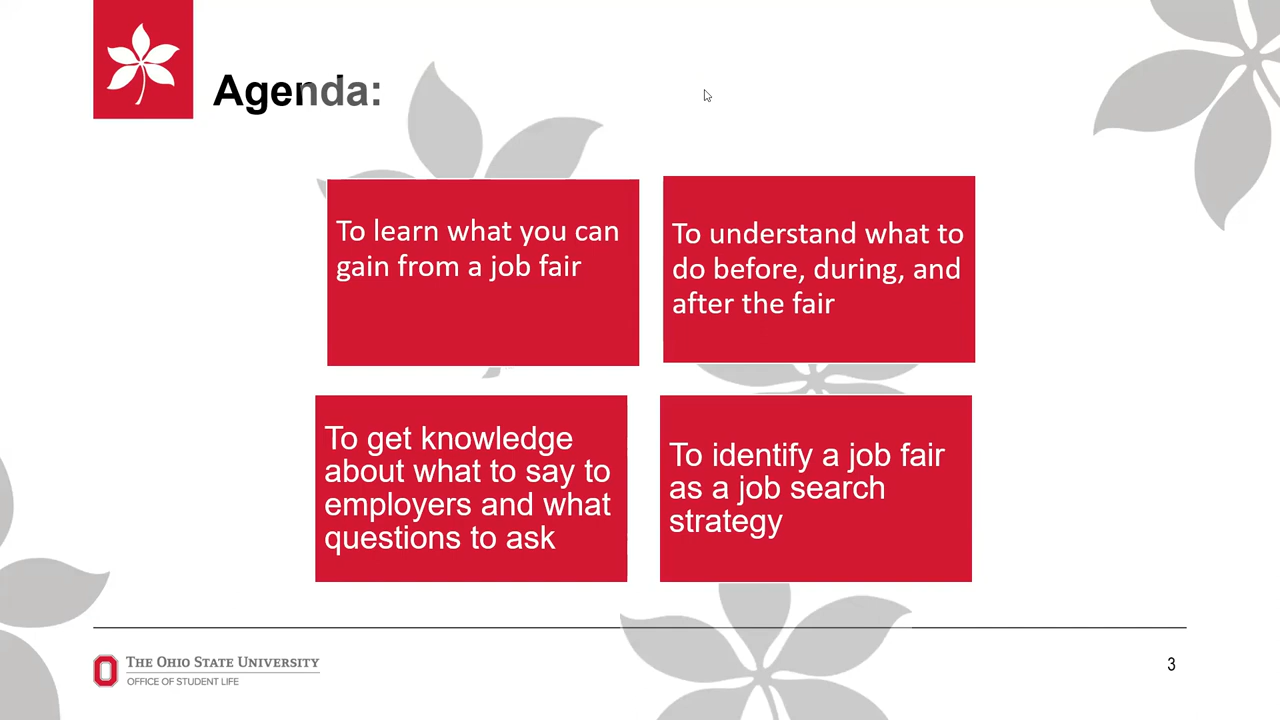 Agenda:
To learn what you can
gain from a job fair
To understand what to
do before, during, and
after the fair
To get knowledge
about what to say to
employers and what
questions to ask
To identify a job fair
as a job search
strategy
THE OHIO STATE UNIVERSITY
OFFICE OF STUDENT LIFE
3